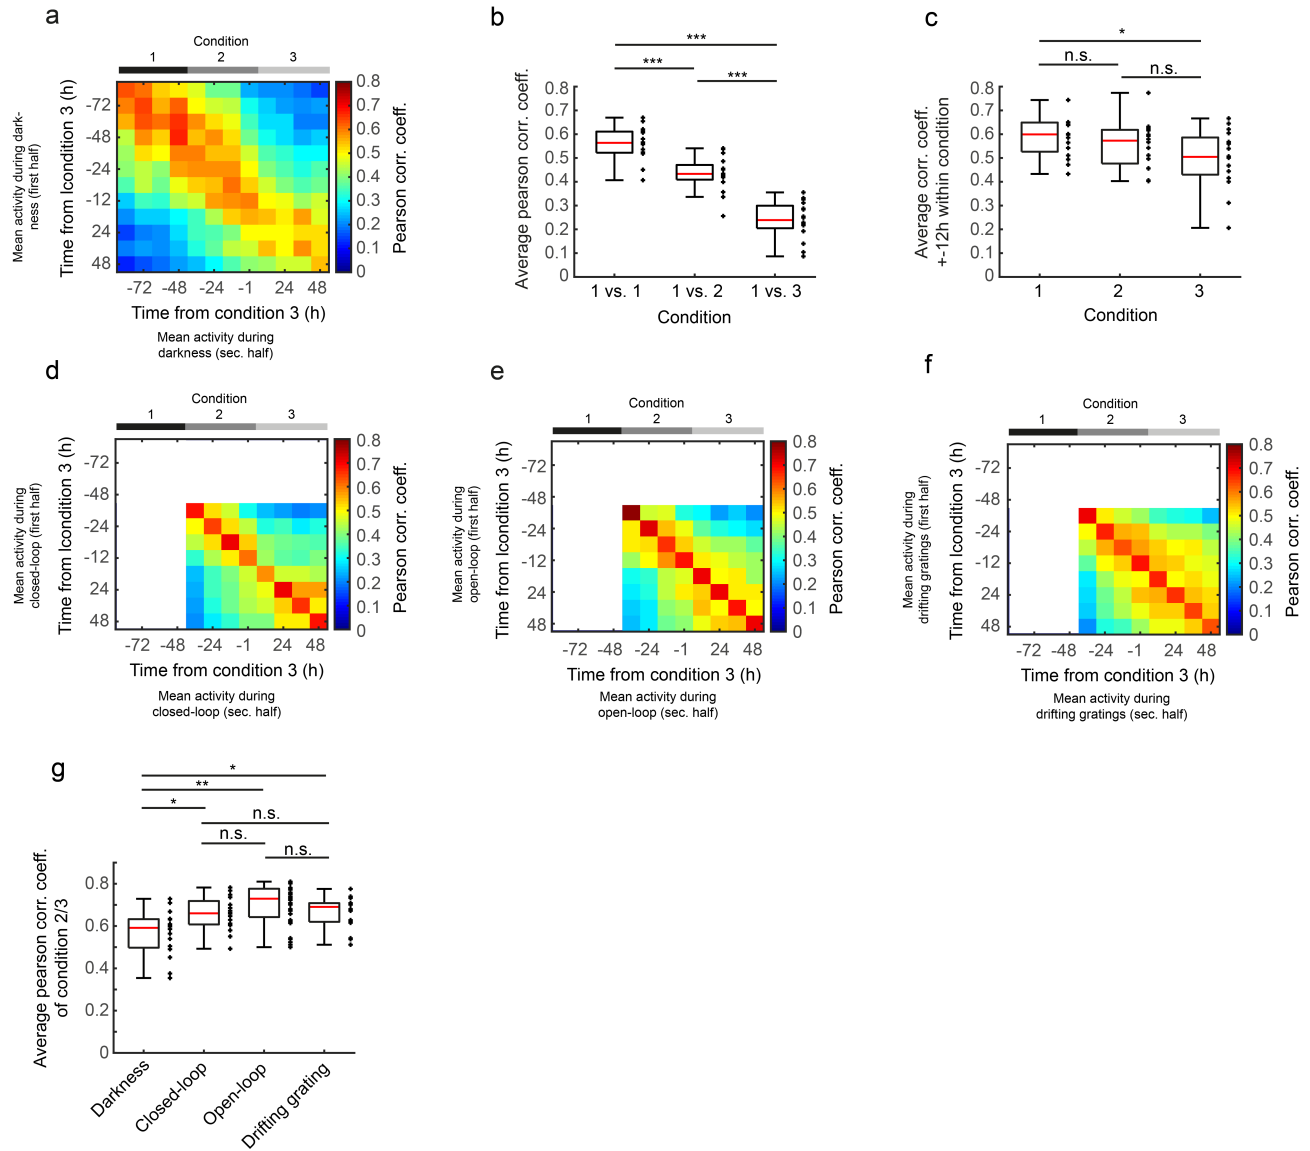 a
Condition
1 2 3
Mean activity during dark-
ness (first half)
Time from Icondition 3 (h)
-72
-48
-24
-12
24
48
-72 -48 -24 -1 24 48
Time from condition 3 (h)
Mean activity during
darkness (sec. half)
0.8
0.7
0.6
0.5
0.4
0.3
0.2
0.1
0
Pearson corr. coeff.
b
***
*** ***
Average pearson corr. coeff.
0.8
0.7
0.6
0.5
0.4
0.3
0.2
0.1
0
1 vs. 1 1 vs. 2 1 vs. 3
Condition
c
*
n.s.
n.s.
Average corr. coeff.
+-12h within condition
0.8
0.7
0.6
0.5
0.4
0.3
0.2
0.1
0
1 2 3
Condition
d
Condition
1 2 3
Mean activity during
closed-loop (first half)
Time from Icondition 3 (h)
-72
-48
-24
-12
24
48
-72 -48 -24 -1 24 48
Time from condition 3 (h)
Mean activity during
closed-loop (sec. half)
0.8
0.7
0.6
0.5
0.4
0.3
0.2
0.1
0
Pearson corr. coeff.
e
Condition
1 2 3
Mean activity during
open-loop (first half)
Time from Icondition 3 (h)
-72
-48
-24
-12
24
48
-72 -48 -24 -1 24 48
Time from condition 3 (h)
Mean activity during
open-loop (sec. half)
0.8
0.7
0.6
0.5
0.4
0.3
0.2
0.1
0
Pearson corr. coeff.
f
Condition
1 2 3
Mean activity during
drifting gratings (first half)
Time from Icondition 3 (h)
-72
-48
-24
-12
24
48
-72 -48 -24 -1 24 48
Time from condition 3 (h)
Mean activity during
drifting gratings (sec. half)
0.8
0.7
0.6
0.5
0.4
0.3
0.2
0.1
0
Pearson corr. coeff.
g
*
**
*
n.s.
n.s.
n.s.
Average pearson corr. coeff.
of condition 2/3
0.8
0.6
0.4
0.2
0
Darkness
Closed-loop
Open-loop
Drifting grating